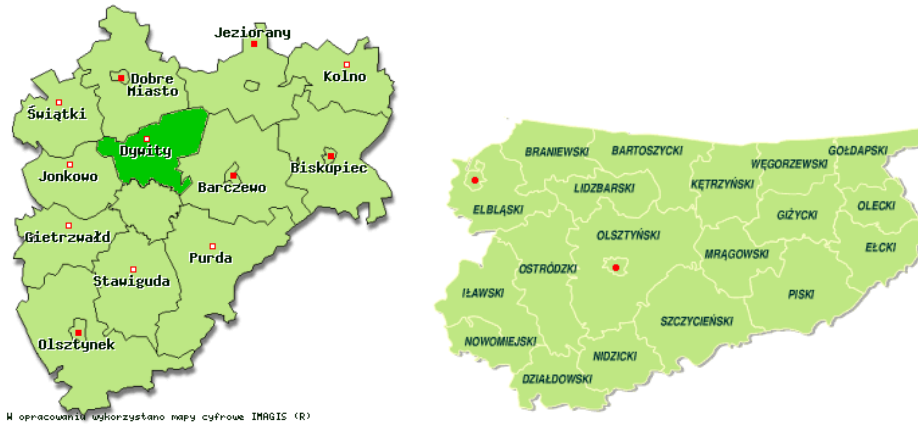 Jeziorany
Kolno
Dobre
Miasto
Świątki
Dywity
Jonkowo
Barczewo
Biskupiec
Gietrzwałd
Purda
Stawiguda
Olsztynek
W opracowaniu wykorzystano mapy cyfrowe IMAGIS (R)
BRANIEWSKI
BARTOSZYCKI
GOŁDAPSKI
WĘGORZEWSKI
KĘTRZYŃSKI
LIDZBARSKI
ELBLĄSKI
OLECKI
GIŻYCKI
OLSZTYŃSKI
EŁCKI
MRĄGOWSKI
OSTRÓDZKI
IŁAWSKI
PISKI
SZCZYCIEŃSKI
NOWOMIEJSKI
NIDZICKI
DZIAŁDOWSKI